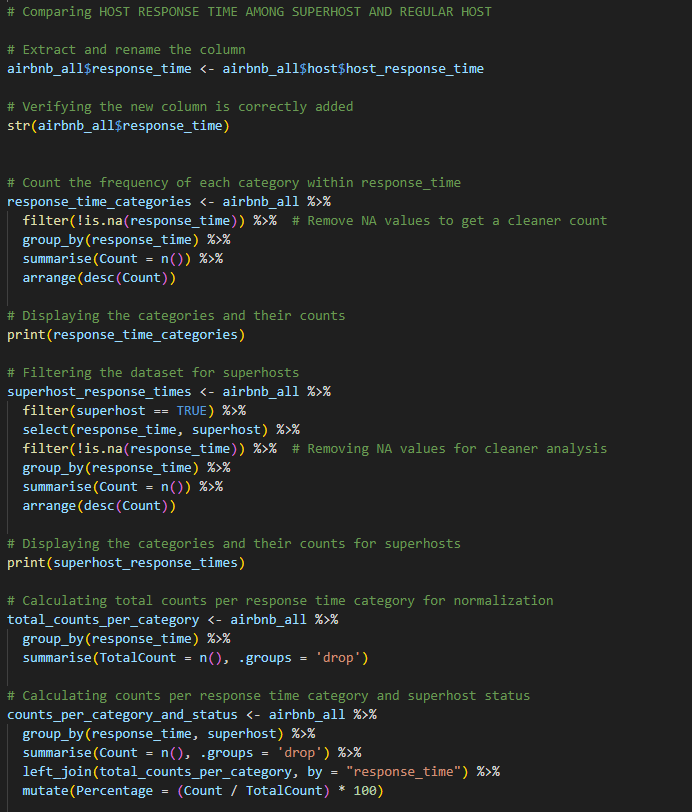 # Comparing HOST RESPONSE TIME AMONG SUPERHOST AND REGULAR HOST
# Extract and rename the column
airbnb_all$response_time <- airbnb_all$host$host_response_time
# Verifying the new column is correctly added
str(airbnb_all$response_time)
# Count the frequency of each category within response_time
response_time_categories <- airbnb_all %>%
  filter(!is.na(response_time)) %>%  # Remove NA values to get a cleaner count
  group_by(response_time) %>%
  summarise(Count = n()) %>%
  arrange(desc(Count))
# Displaying the categories and their counts
print(response_time_categories)
# Filtering the dataset for superhosts
superhost_response_times <- airbnb_all %>%
  filter(superhost == TRUE) %>%
  select(response_time, superhost) %>%
  filter(!is.na(response_time)) %>%  # Removing NA values for cleaner analysis
  group_by(response_time) %>%
  summarise(Count = n()) %>%
  arrange(desc(Count))
# Displaying the categories and their counts for superhosts
print(superhost_response_times)
# Calculating total counts per response time category for normalization
total_counts_per_category <- airbnb_all %>%
  group_by(response_time) %>%
  summarise(TotalCount = n(), .groups = 'drop')
# Calculating counts per response time category and superhost status
counts_per_category_and_status <- airbnb_all %>%
  group_by(response_time, superhost) %>%
  summarise(Count = n(), .groups = 'drop') %>%
  left_join(total_counts_per_category, by = "response_time") %>%
  mutate(Percentage = (Count / TotalCount) * 100)